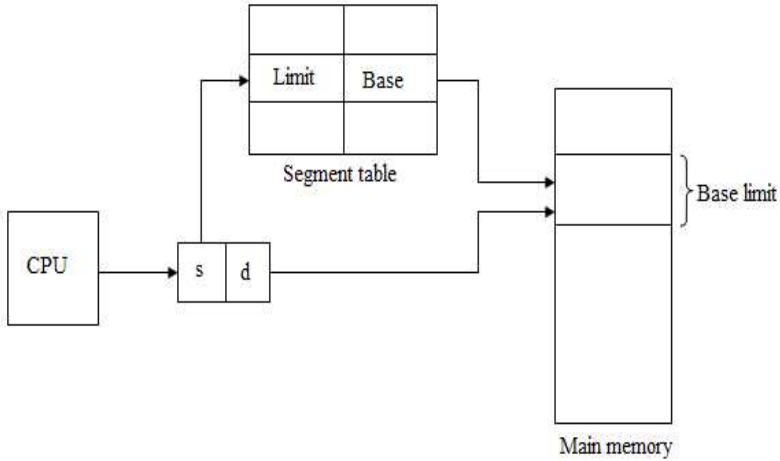 Limit
Base
Segment table
Base limit
CPU
s
d
Main memory